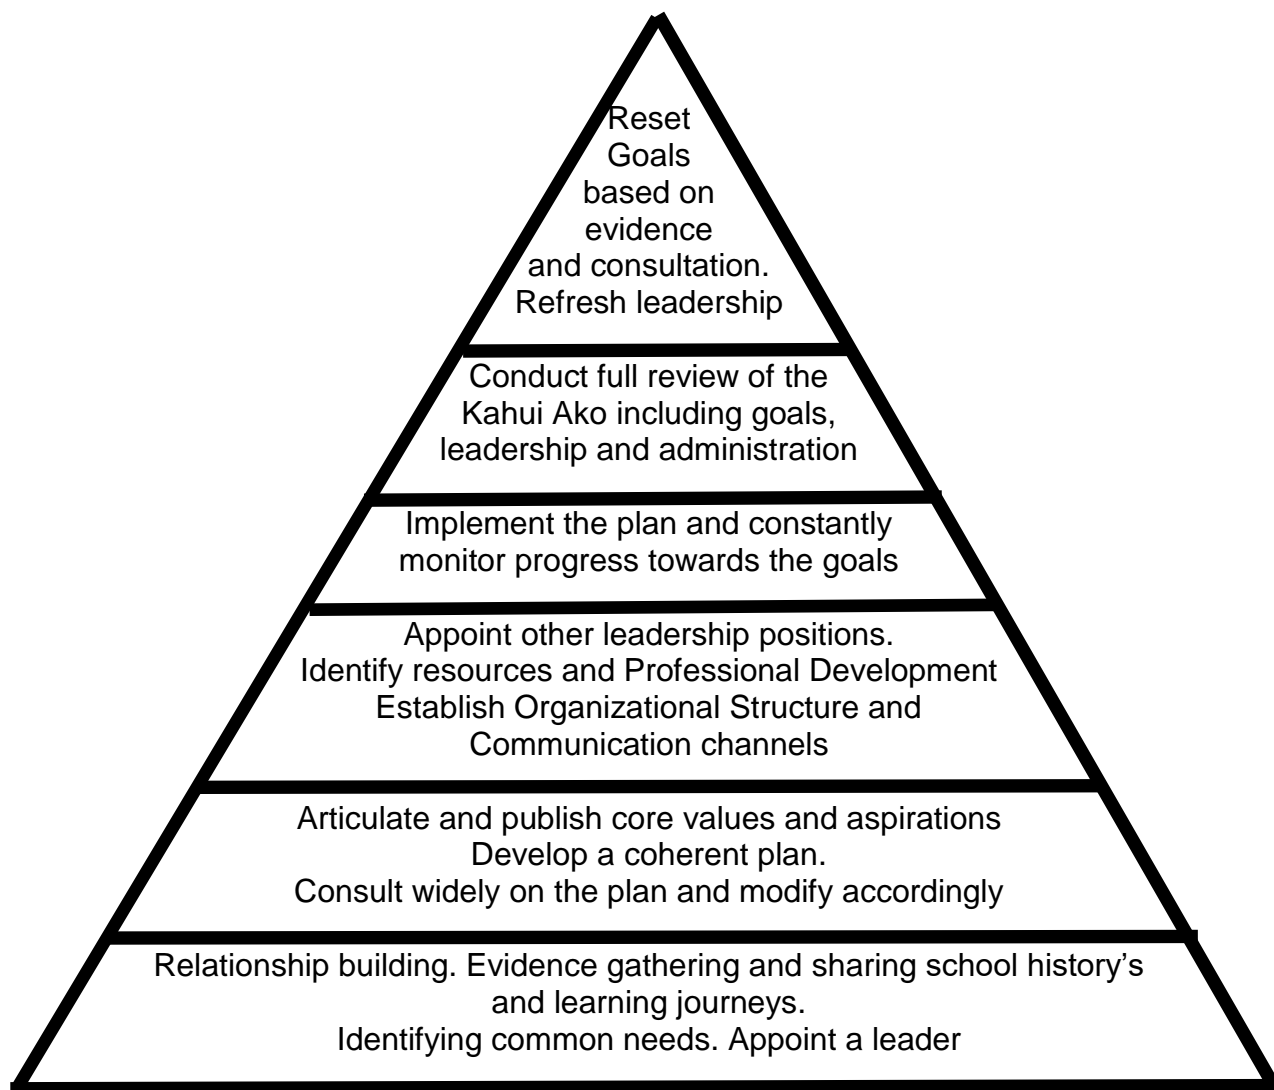 Reset
Goals
based on
evidence
and consultation.
Refresh leadership
Conduct full review of the
Kahui Ako including goals,
leadership and administration
Implement the plan and constantly
monitor progress towards the goals
Appoint other leadership positions.
Identify resources and Professional Development
Establish Organizational Structure and
Communication channels
Articulate and publish core values and aspirations
Develop a coherent plan.
Consult widely on the plan and modify accordingly
Relationship building. Evidence gathering and sharing school history’s
and learning journeys.
Identifying common needs. Appoint a leader